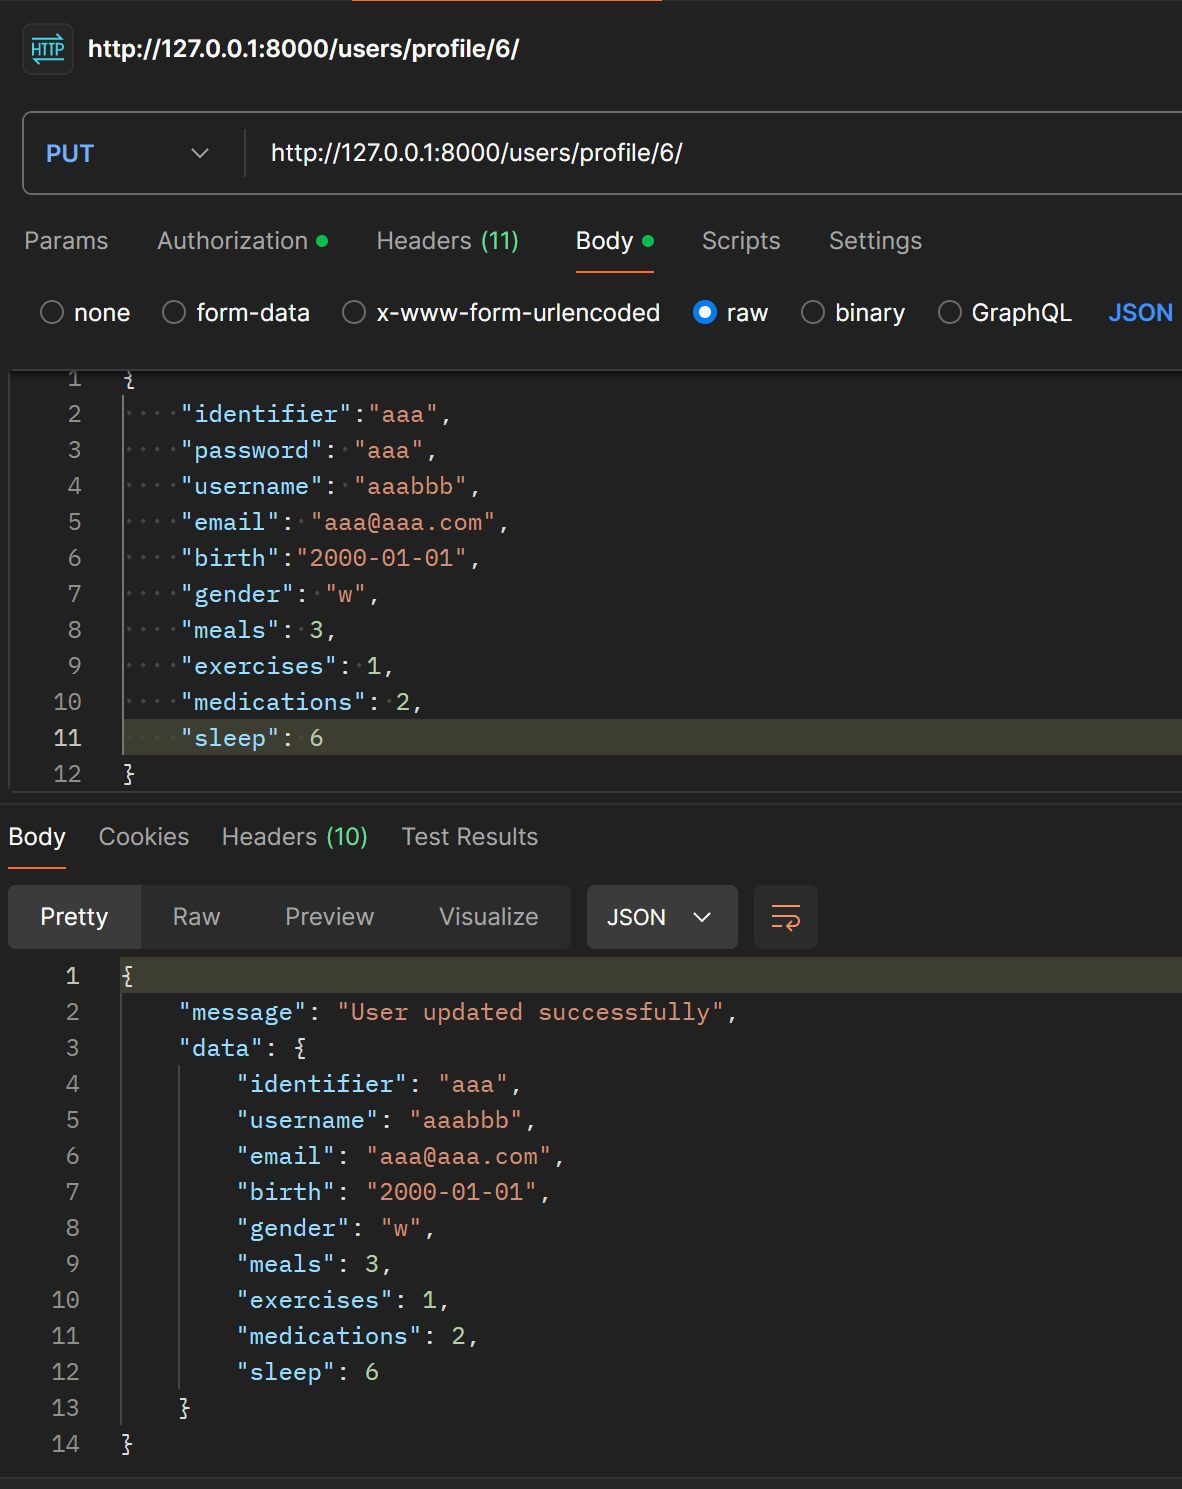 HTTP http://127.0.0.1:8000/users/profile/6/
PUT http://127.0.0.1:8000/users/profile/6/
Params Authorization Headers (11) Body Scripts Settings
none form-data x-www-form-urlencoded raw binary GraphQL JSON
1 {
2 "identifier":"aaa",
3 "password": "aaa",
4 "username": "aaabbb",
5 "email": "aaa@aaa.com",
6 "birth":"2000-01-01",
7 "gender": "w",
8 "meals": 3,
9 "exercises": 1,
10 "medications": 2,
11 "sleep": 6
12 }
Body Cookies Headers (10) Test Results
Pretty Raw Preview Visualize JSON
1 {
2 "message": "User updated successfully",
3 "data": {
4 "identifier": "aaa",
5 "username": "aaabbb",
6 "email": "aaa@aaa.com",
7 "birth": "2000-01-01",
8 "gender": "w",
9 "meals": 3,
10 "exercises": 1,
11 "medications": 2,
12 "sleep": 6
13 }
14 }